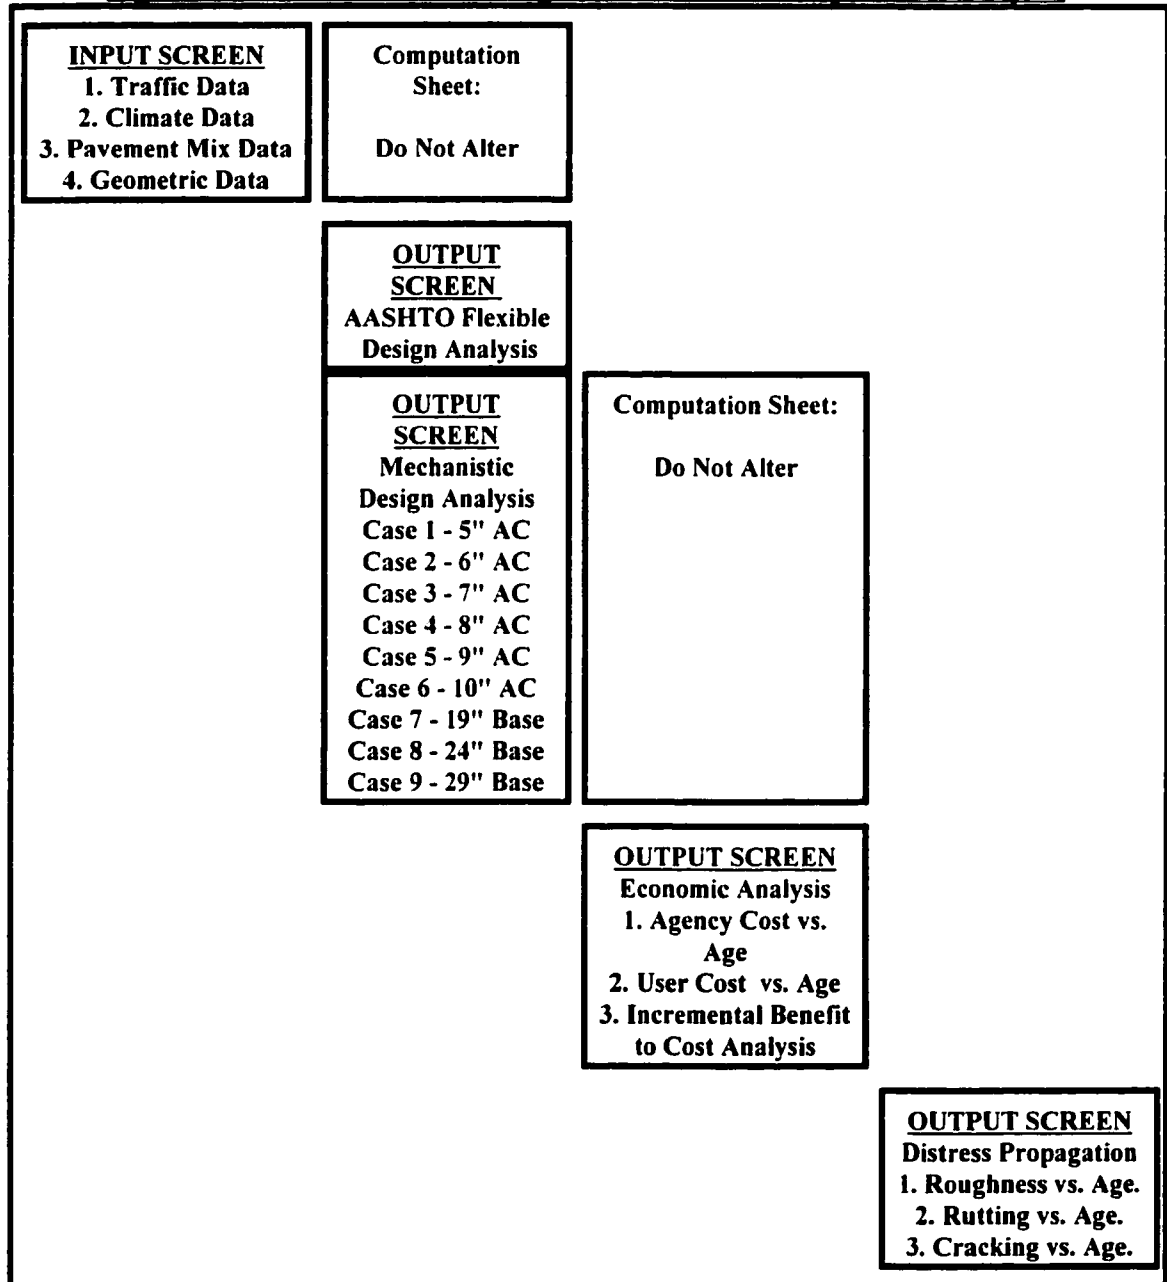 INPUT SCREEN
1. Traffic Data
2. Climate Data
3. Pavement Mix Data
4. Geometric Data
Computation
Sheet:
Do Not Alter
OUTPUT
SCREEN
AASHTO Flexible
Design Analysis
OUTPUT
SCREEN
Mechanistic
Design Analysis
Case 1 - 5" AC
Case 2 - 6" AC
Case 3 - 7" AC
Case 4 - 8" AC
Case 5 - 9" AC
Case 6 - 10" AC
Case 7 - 19" Base
Case 8 - 24" Base
Case 9 - 29" Base
Computation Sheet:
Do Not Alter
OUTPUT SCREEN
Economic Analysis
1. Agency Cost vs.
Age
2. User Cost vs. Age
3. Incremental Benefit
to Cost Analysis
OUTPUT SCREEN
Distress Propagation
1. Roughness vs. Age.
2. Rutting vs. Age.
3. Cracking vs. Age.